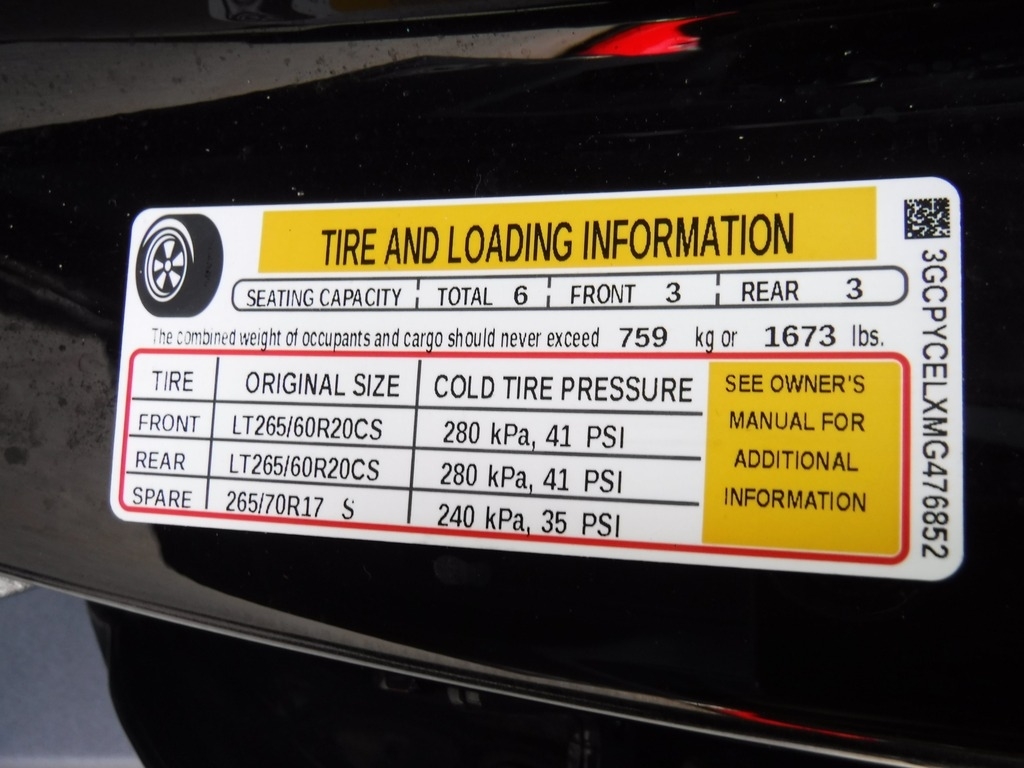 TIRE AND LOADING INFORMATION
SEATING CAPACITY TOTAL 6 FRONT 3 REAR 3
The combined weight of occupants and cargo should never exceed 759 kg or 1673 lbs.
TIRE ORIGINAL SIZE COLD TIRE PRESSURE
FRONT LT265/60R20CS 280 kPa, 41 PSI
REAR LT265/60R20CS 280 kPa, 41 PSI
SPARE 265/70R17 S 240 kPa, 35 PSI
SEE OWNER'S
MANUAL FOR
ADDITIONAL
INFORMATION
3GCPYCELXMG476852